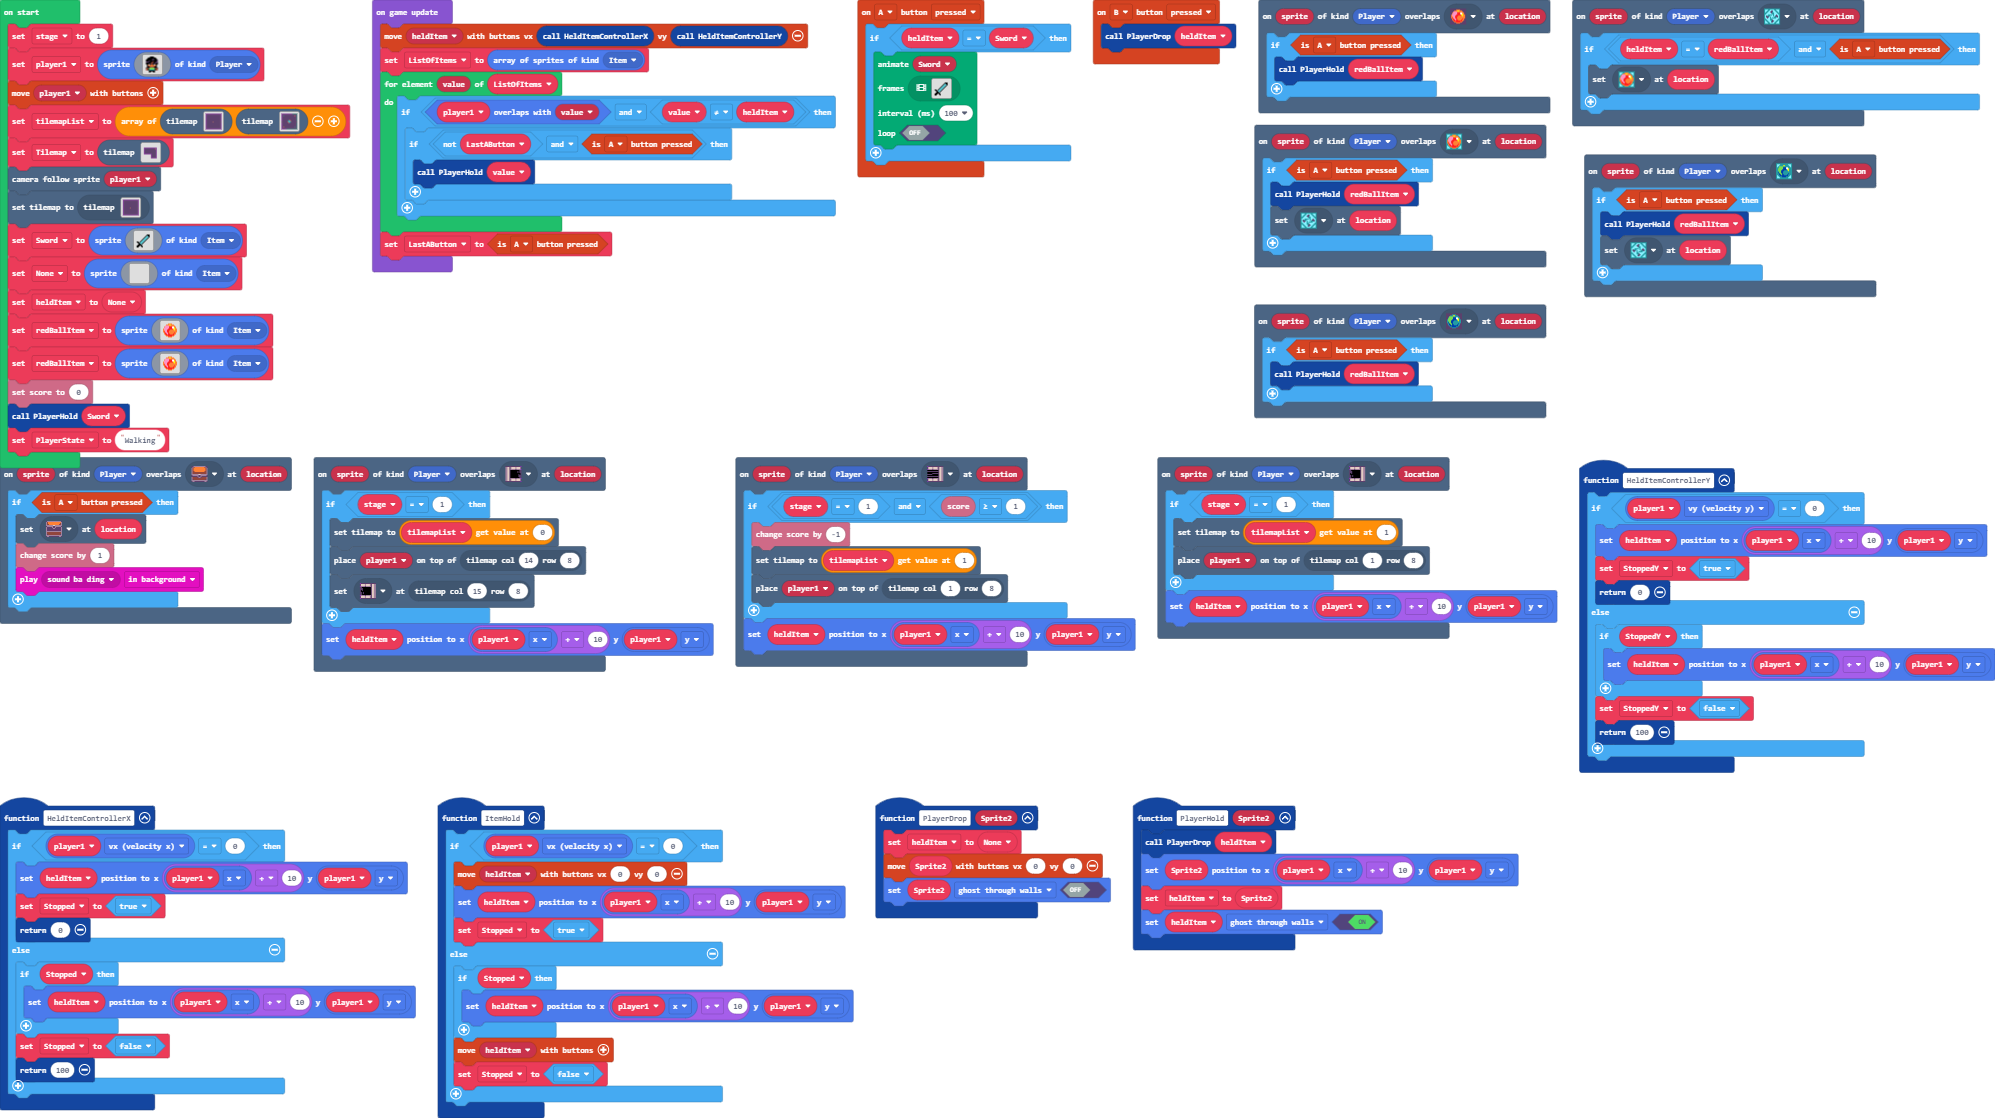 on start
set stage to 1
set player1 to sprite of kind Player
move player1 with buttons
set tilemapList to array of tilemap tilemap
set Tilemap to tilemap
camera follow sprite player1
set tilemap to tilemap
set Sword to sprite of kind Item
set None to sprite of kind Item
set heldItem to None
set redBallItem to sprite of kind Item
set redBallItem to sprite of kind Item
set score to 0
call PlayerHold Sword
set PlayerState to "Walking"
on game update
move heldItem with buttons vx call HeldItemControllerX vy call HeldItemControllerY
set ListOfItems to array of sprites of kind Item
for element value of ListOfItems
do
if player1 overlaps with value and value ≠ heldItem then
if not LastAButton and is A button pressed then
call PlayerHold value
set LastAButton to is A button pressed
on A button pressed
if heldItem = Sword then
animate Sword
frames
interval (ms) 100
loop OFF
on B button pressed
call PlayerDrop heldItem
on sprite of kind Player overlaps at location
if is A button pressed then
call PlayerHold redBallItem
on sprite of kind Player overlaps at location
if is A button pressed then
call PlayerHold redBallItem
set at location
on sprite of kind Player overlaps at location
if is A button pressed then
call PlayerHold redBallItem
on sprite of kind Player overlaps at location
if heldItem = redBallItem and is A button pressed then
set at location
on sprite of kind Player overlaps at location
if is A button pressed then
call PlayerHold redBallItem
set at location
on sprite of kind Player overlaps at location
if is A button pressed then
set at location
change score by 1
play sound ba ding in background
on sprite of kind Player overlaps at location
if stage = 1 then
set tilemap to tilemapList get value at 0
place player1 on top of tilemap col 14 row 8
set at tilemap col 15 row 8
set heldItem position to x player1 x + 10 y player1 y
on sprite of kind Player overlaps at location
if stage = 1 and score ≥ 1 then
change score by -1
set tilemap to tilemapList get value at 1
place player1 on top of tilemap col 1 row 8
set heldItem position to x player1 x + 10 y player1 y
on sprite of kind Player overlaps at location
if stage = 1 then
set tilemap to tilemapList get value at 1
place player1 on top of tilemap col 1 row 8
set heldItem position to x player1 x + 10 y player1 y
function HeldItemControllerY
if player1 vy (velocity y) = 0 then
set heldItem position to x player1 x + 10 y player1 y
set StoppedY to true
return 0
else
if StoppedY then
set heldItem position to x player1 x + 10 y player1 y
set StoppedY to false
return 100
function HeldItemControllerX
if player1 vx (velocity x) = 0 then
set heldItem position to x player1 x + 10 y player1 y
set Stopped to true
return 0
else
if Stopped then
set heldItem position to x player1 x + 10 y player1 y
set Stopped to false
return 100
function ItemHold
if player1 vx (velocity x) = 0 then
move heldItem with buttons vx 0 vy 0
set heldItem position to x player1 x + 10 y player1 y
set Stopped to true
else
if Stopped then
set heldItem position to x player1 x + 10 y player1 y
move heldItem with buttons
set Stopped to false
function PlayerDrop Sprite2
set heldItem to None
move Sprite2 with buttons vx 0 vy 0
set Sprite2 ghost through walls OFF
function PlayerHold Sprite2
call PlayerDrop heldItem
set Sprite2 position to x player1 x + 10 y player1 y
set heldItem to Sprite2
set heldItem ghost through walls ON